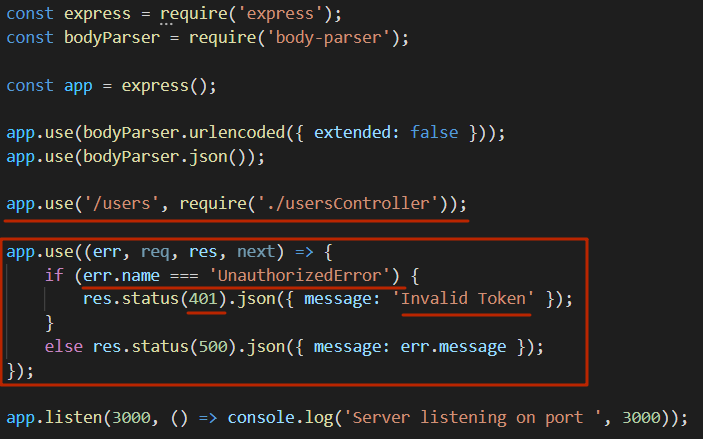 const express = require('express');
const bodyParser = require('body-parser');
const app = express();
app.use(bodyParser.urlencoded({ extended: false }));
app.use(bodyParser.json());
app.use('/users', require('./usersController'));
app.use((err, req, res, next) => {
    if (err.name === 'UnauthorizedError') {
        res.status(401).json({ message: 'Invalid Token' });
    }
    else res.status(500).json({ message: err.message });
});
app.listen(3000, () => console.log('Server listening on port ', 3000));